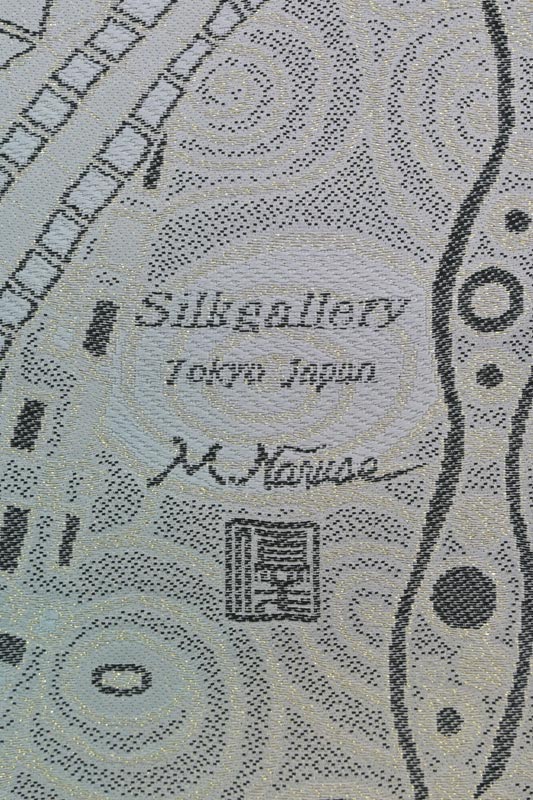 Silkgallery
Tokyo Japan
M. Naruse